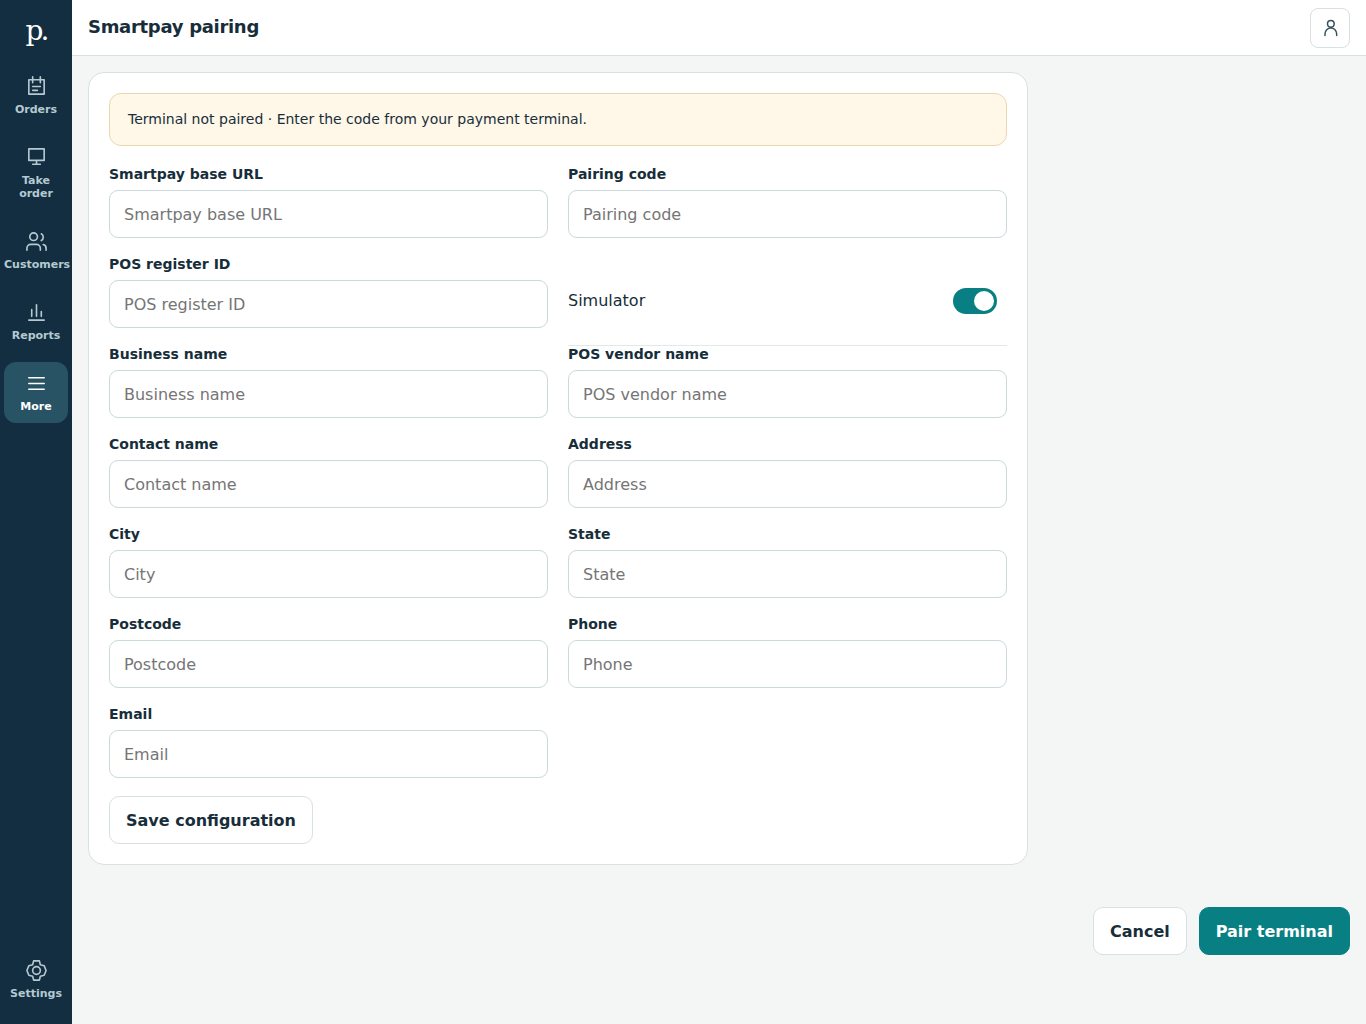 p.
Smartpay pairing
Orders
Take
order
Customers
Reports
More
Settings
Terminal not paired · Enter the code from your payment terminal.
Smartpay base URL
Pairing code
Smartpay base URL
Pairing code
POS register ID
POS register ID
Simulator
Business name
POS vendor name
Business name
POS vendor name
Contact name
Address
Contact name
Address
City
State
City
State
Postcode
Phone
Postcode
Phone
Email
Email
Save configuration
Cancel
Pair terminal